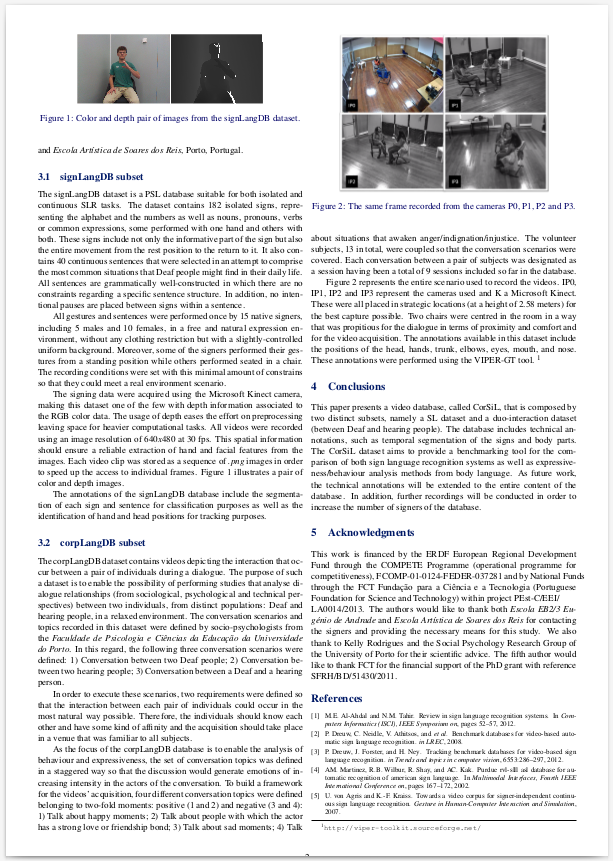 Figure 1: Color and depth pair of images from the signLangDB dataset.
and Escola Artística de Soares dos Reis, Porto, Portugal.
3.1 signLangDB subset
The signLangDB dataset is a PSL database suitable for both isolated and
continuous SLR tasks. The dataset contains 182 isolated signs, repre-
senting the alphabet and the numbers as well as nouns, pronouns, verbs
or common expressions, some performed with one hand and others with
both. These signs include not only the informative part of the sign but also
the entire movement from the rest position to the return to it. It also con-
tains 40 continuous sentences that were selected in an attempt to comprise
the most common situations that Deaf people might find in their daily life.
All sentences are grammatically well-constructed in which there are no
constraints regarding a specific sentence structure. In addition, no inten-
tional pauses are placed between signs within a sentence.
All gestures and sentences were performed once by 15 native signers,
including 5 males and 10 females, in a free and natural expression en-
vironment, without any clothing restriction but with a slightly-controlled
uniform background. Moreover, some of the signers performed their ges-
tures from a standing position while others performed seated in a chair.
The recording conditions were set with this minimal amount of constrains
so that they could meet a real environment scenario.
The signing data were acquired using the Microsoft Kinect camera,
making this dataset one of the few with depth information associated to
the RGB color data. The usage of depth eases the effort on preprocessing
leaving space for heavier computational tasks. All videos were recorded
using an image resolution of 640x480 at 30 fps. This spatial information
should ensure a reliable extraction of hand and facial features from the
images. Each video clip was stored as a sequence of .png images in order
to speed up the access to individual frames. Figure 1 illustrates a pair of
color and depth images.
The annotations of the signLangDB database include the segmenta-
tion of each sign and sentence for classification purposes as well as the
identification of hand and head positions for tracking purposes.
3.2 corpLangDB subset
The corpLangDB dataset contains videos depicting the interaction that oc-
cur between a pair of individuals during a dialogue. The purpose of such
a dataset is to enable the possibility of performing studies that analyse di-
alogue relationships (from sociological, psychological and technical per-
spectives) between two individuals, from distinct populations: Deaf and
hearing people, in a relaxed environment. The conversation scenarios and
topics recorded in this dataset were defined by socio-psychologists from
the Faculdade de Psicologia e Ciências da Educação da Universidade
do Porto. In this regard, the following three conversation scenarios were
defined: 1) Conversation between two Deaf people; 2) Conversation be-
tween two hearing people; 3) Conversation between a Deaf and a hearing
person.
In order to execute these scenarios, two requirements were defined so
that the interaction between each pair of individuals could occur in the
most natural way possible. Therefore, the individuals should know each
other and have some kind of affinity and the acquisition should take place
in a venue that was familiar to all subjects.
As the focus of the corpLangDB database is to enable the analysis of
behaviour and expressiveness, the set of conversation topics was defined
in a staggered way so that the discussion would generate emotions of in-
creasing intensity in the actors of the conversation. To build a framework
for the videos' acquisition, four different conversation topics were defined
belonging to two-fold moments: positive (1 and 2) and negative (3 and 4):
1) Talk about happy moments; 2) Talk about people with which the actor
has a strong love or friendship bond; 3) Talk about sad moments; 4) Talk
IP0
IP1
IP2
IP3
Figure 2: The same frame recorded from the cameras P0, P1, P2 and P3.
about situations that awaken anger/indignation/injustice. The volunteer
subjects, 13 in total, were coupled so that the conversation scenarios were
covered. Each conversation between a pair of subjects was designated as
a session having been a total of 9 sessions included so far in the database.
Figure 2 represents the entire scenario used to record the videos. IP0,
IP1, IP2 and IP3 represent the cameras used and K a Microsoft Kinect.
These were all placed in strategic locations (at a height of 2.58 meters) for
the best capture possible. Two chairs were centred in the room in a way
that was propitious for the dialogue in terms of proximity and comfort and
for the video acquisition. The annotations available in this dataset include
the positions of the head, hands, trunk, elbows, eyes, mouth, and nose.
These annotations were performed using the VIPER-GT tool. 1
4 Conclusions
This paper presents a video database, called CorSiL, that is composed by
two distinct subsets, namely a SL dataset and a duo-interaction dataset
(between Deaf and hearing people). The database includes technical an-
notations, such as temporal segmentation of the signs and body parts.
The CorSiL dataset aims to provide a benchmarking tool for the com-
parison of both sign language recognition systems as well as expressive-
ness/behaviour analysis methods from body language. As future work,
the technical annotations will be extended to the entire content of the
database. In addition, further recordings will be conducted in order to
increase the number of signers of the database.
5 Acknowledgments
This work is financed by the ERDF European Regional Development
Fund through the COMPETE Programme (operational programme for
competitiveness), FCOMP-01-0124-FEDER-037281 and by National Funds
through the FCT Fundação para a Ciência e a Tecnologia (Portuguese
Foundation for Science and Technology) within project PEst-C/EEI/
LA0014/2013. The authors would like to thank both Escola EB2/3 Eu-
génio de Andrade and Escola Artística de Soares dos Reis for contacting
the signers and providing the necessary means for this study. We also
thank to Kelly Rodrigues and the Social Psychology Research Group of
the University of Porto for their scientific advice. The fifth author would
like to thank FCT for the financial support of the PhD grant with reference
SFRH/BD/51430/2011.
References
[1] M.E. Al-Ahdal and N.M. Tahir. Review in sign language recognition systems. In Com-
puters Informatics (ISCI), IEEE Symposium on, pages 52–57, 2012.
[2] P. Dreuw, C. Neidle, V. Athitsos, and et al. Benchmark databases for video-based auto-
matic sign language recognition. in LREC, 2008.
[3] P. Dreuw, J. Forster, and H. Ney. Tracking benchmark databases for video-based sign
language recognition. in Trends and topics in computer vision, 6553:286–297, 2012.
[4] AM. Martinez, R.B. Wilbur, R. Shay, and AC. Kak. Purdue rvl-slll asl database for au-
tomatic recognition of american sign language. In Multimodal Interfaces, Fourth IEEE
International Conference on, pages 167–172, 2002.
[5] U. von Agris and K.-F. Kraiss. Towards a video corpus for signer-independent continu-
ous sign language recognition. Gesture in Human-Computer Interaction and Simulation,
2007.
1http://viper-toolkit.sourceforge.net/